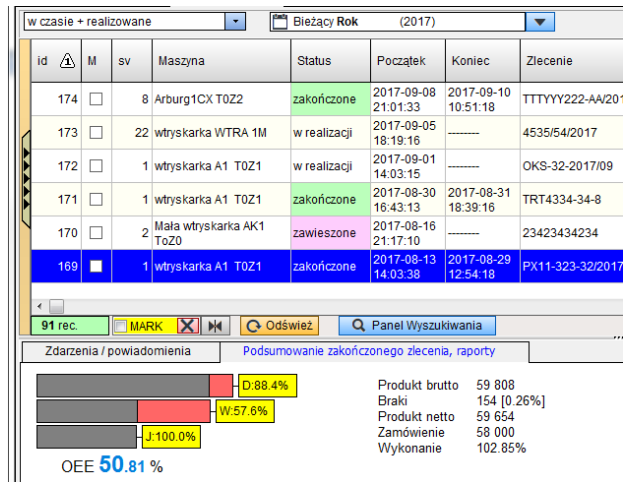 w czasie + realizowane Bieżący Rok (2017)
id 1 M sv Maszyna Status Początek Koniec Zlecenie
174 8 Arburg1CX T0Z2 zakończone 2017-09-08 21:01:33 2017-09-10 10:51:18 TTTYYY222-AA/201
173 22 wtryskarka WTRA 1M w realizacji 2017-09-05 18:19:16 -------- 4535/54/2017
172 1 wtryskarka A1 T0Z1 w realizacji 2017-09-01 14:03:15 -------- OKS-32-2017/09
171 1 wtryskarka A1 T0Z1 zakończone 2017-08-30 16:43:13 2017-08-31 18:39:16 TRT4334-34-8
170 2 Mała wtryskarka AK1 ToZ0 zawieszone 2017-08-16 21:17:10 -------- 23423434234
169 1 wtryskarka A1 T0Z1 zakończone 2017-08-13 14:03:38 2017-08-29 12:54:18 PX11-323-32/2017
91 rec. MARK Odśwież Panel Wyszukiwania
Zdarzenia / powiadomienia Podsumowanie zakończonego zlecenia, raporty
D:88.4%
W:57.6%
J:100.0%
OEE 50.81 %
Produkt brutto 59 808
Braki 154 [0.26%]
Produkt netto 59 654
Zamówienie 58 000
Wykonanie 102.85%